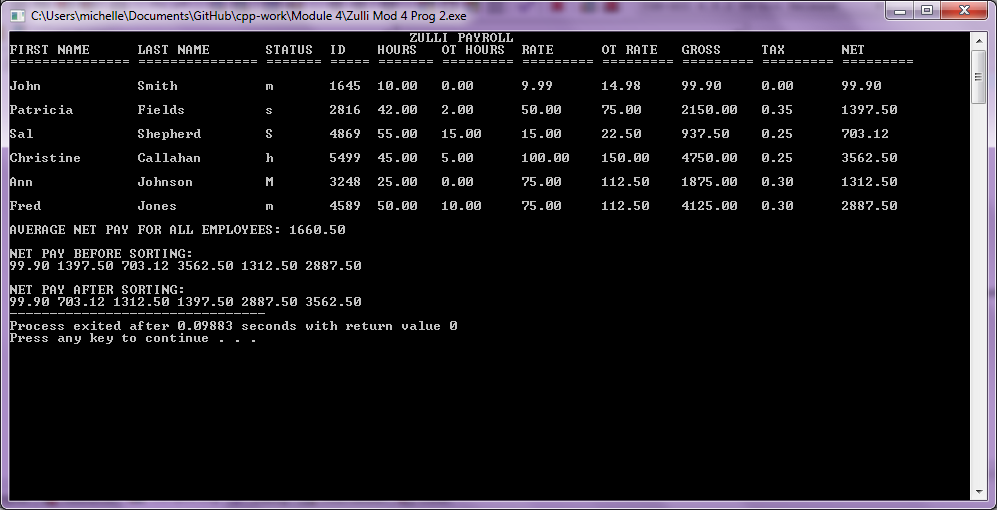 C:\Users\michelle\Documents\GitHub\cpp-work\Module 4\Zulli Mod 4 Prog 2.exe
ZULLI PAYROLL
FIRST NAME      LAST NAME       STATUS  ID    HOURS   OT HOURS  RATE      OT RATE   GROSS     TAX       NET
=============== =============== ======= ===== ======= ========= ========= ========= ========= ========= =========
John            Smith           m       1645  10.00   0.00      9.99      14.98     99.90     0.00      99.90
Patricia        Fields          s       2816  42.00   2.00      50.00     75.00     2150.00   0.35      1397.50
Sal             Shepherd        S       4869  55.00   15.00     15.00     22.50     937.50    0.25      703.12
Christine       Callahan        h       5499  45.00   5.00      100.00    150.00    4750.00   0.25      3562.50
Ann             Johnson         M       3248  25.00   0.00      75.00     112.50    1875.00   0.30      1312.50
Fred            Jones           m       4589  50.00   10.00     75.00     112.50    4125.00   0.30      2887.50
AVERAGE NET PAY FOR ALL EMPLOYEES: 1660.50
NET PAY BEFORE SORTING:
99.90 1397.50 703.12 3562.50 1312.50 2887.50
NET PAY AFTER SORTING:
99.90 703.12 1312.50 1397.50 2887.50 3562.50
--------------------------------
Process exited after 0.09883 seconds with return value 0
Press any key to continue . . .